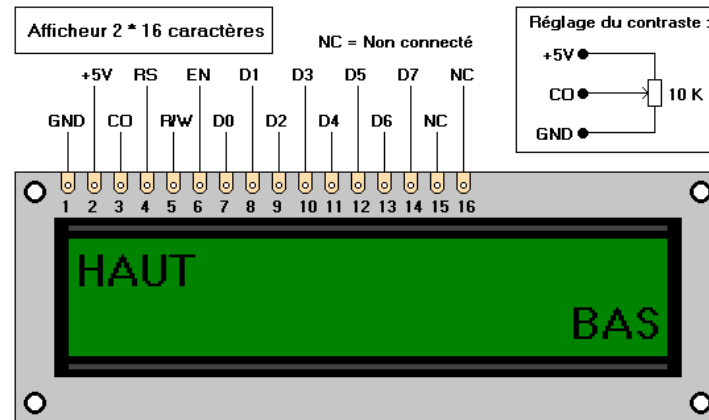 Afficheur 2 * 16 caractères
NC = Non connecté
Réglage du contraste :
+5V
CO
10 K
GND
+5V RS EN D1 D3 D5 D7 NC
GND CO R/W D0 D2 D4 D6 NC
1 2 3 4 5 6 7 8 9 10 11 12 13 14 15 16
HAUT
BAS